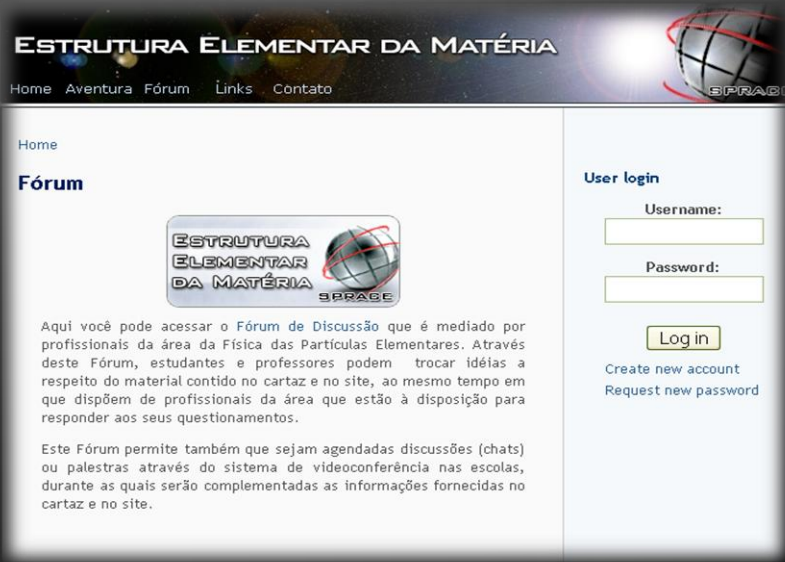 Estrutura Elementar da Matéria
SPRACE
Home Aventura Fórum Links Contato
Home
Fórum
Estrutura
Elementar
da Matéria
SPRACE
Aqui você pode acessar o Fórum de Discussão que é mediado por
profissionais da área da Física das Partículas Elementares. Através
deste Fórum, estudantes e professores podem trocar idéias a
respeito do material contido no cartaz e no site, ao mesmo tempo em
que dispõem de profissionais da área que estão à disposição para
responder aos seus questionamentos.
Este Fórum permite também que sejam agendadas discussões (chats)
ou palestras através do sistema de videoconferência nas escolas,
durante as quais serão complementadas as informações fornecidas no
cartaz e no site.
User login
Username:
Password:
Log in
Create new account
Request new password